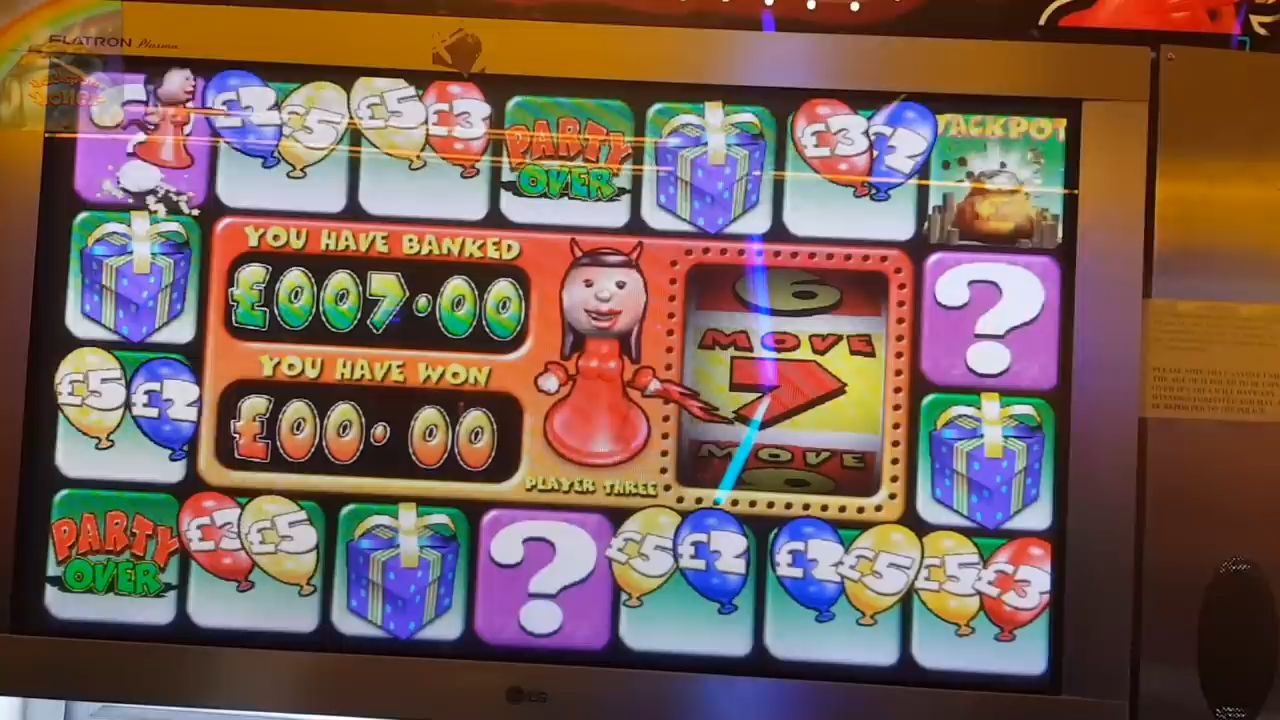 FLATRON Plasma
£2 £5
£5 £3
PARTY OVER
£3 £2
JACKPOT
?
YOU HAVE BANKED
£007.00
YOU HAVE WON
£00.00
PLAYER THREE
6
MOVE
7
MOVE
£5 £2
PARTY OVER
£3 £5
?
£5 £2
£2 £5
£5 £3
LG